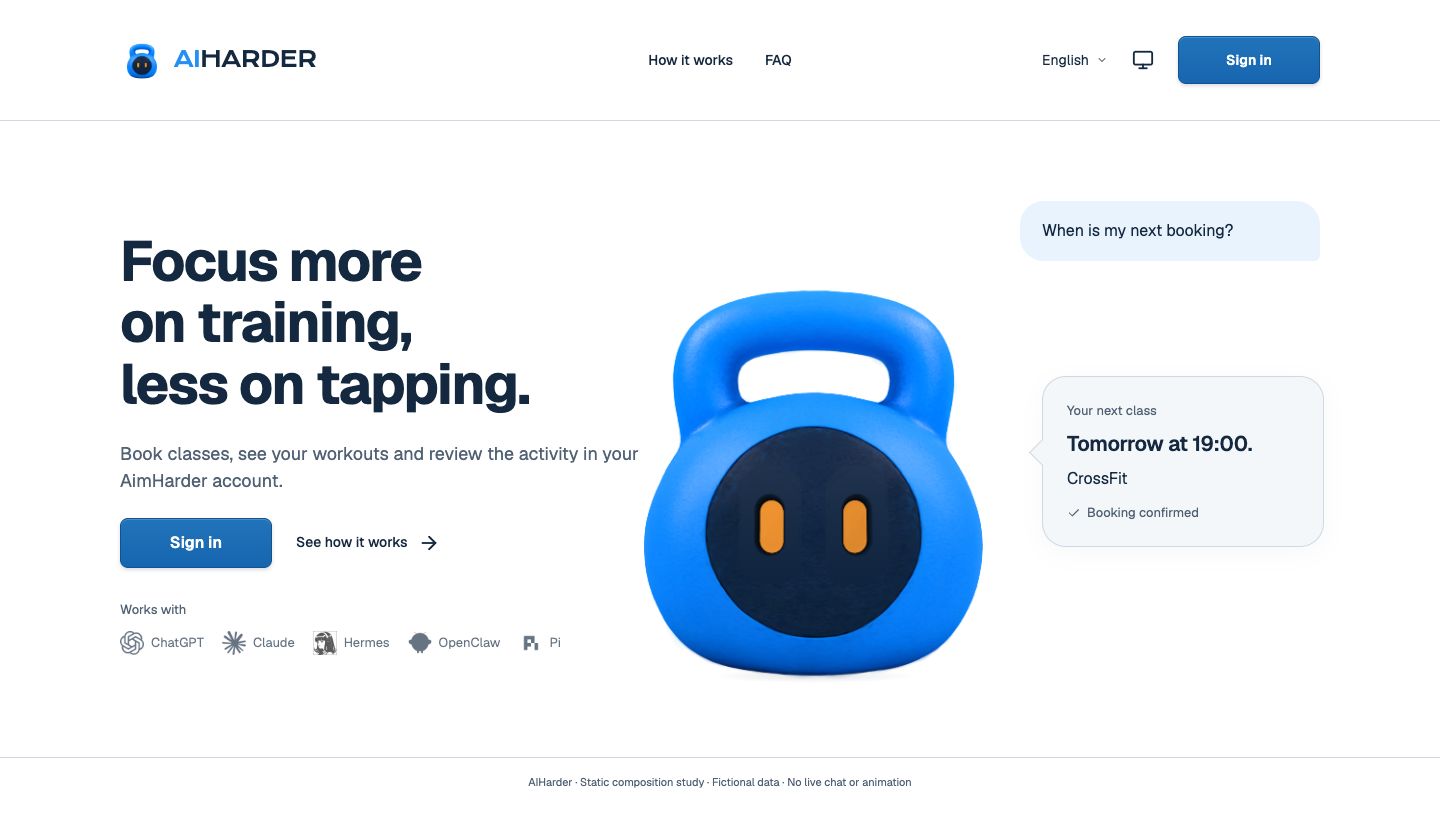 AIHARDER
How it works
FAQ
English
Sign in
When is my next booking?
Focus more
on training,
less on tapping.
Book classes, see your workouts and review the activity in your
AimHarder account.
Sign in
See how it works
Works with
ChatGPT
Claude
Hermes
OpenClaw
Pi
Your next class
Tomorrow at 19:00.
CrossFit
Booking confirmed
AIHarder · Static composition study · Fictional data · No live chat or animation